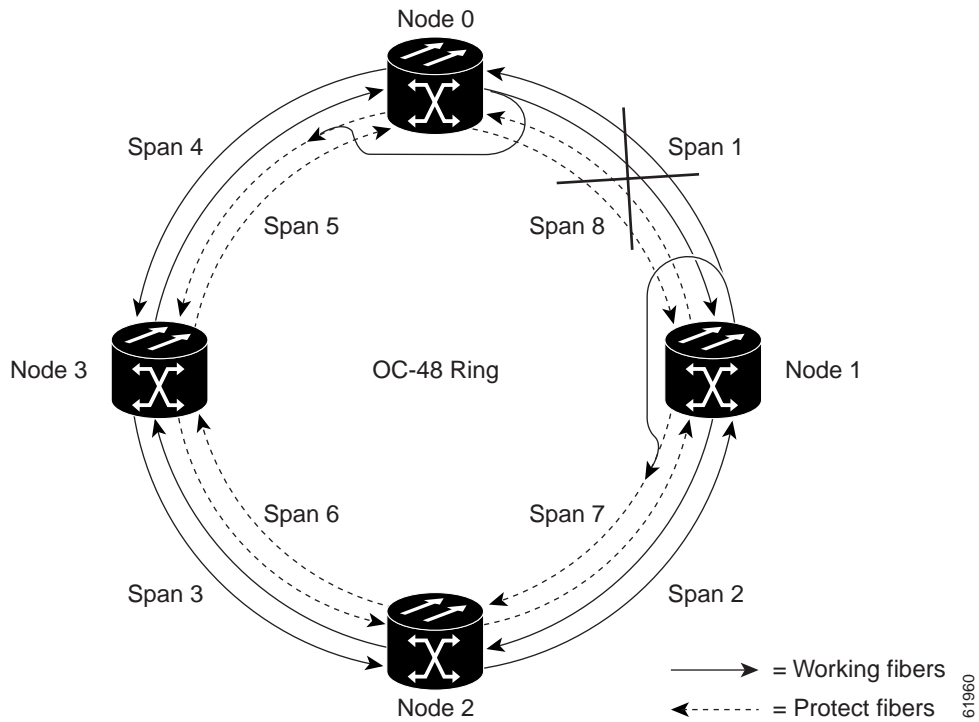 Node 0
Span 4
Span 1
Span 5
Span 8
Node 3
OC-48 Ring
Node 1
Span 6
Span 7
Span 3
Span 2
Node 2
= Working fibers
= Protect fibers
61960